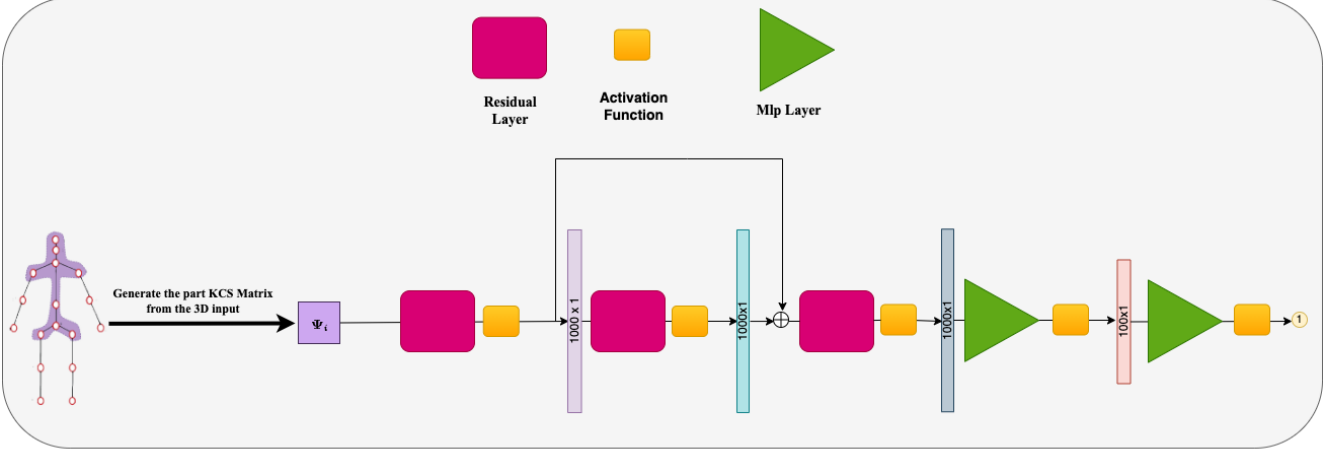 Residual
Layer
Activation
Function
Mlp Layer
Generate the part KCS Matrix
from the 3D input
Ψi
1000 x 1
1000x1
1000x1
100x1
1